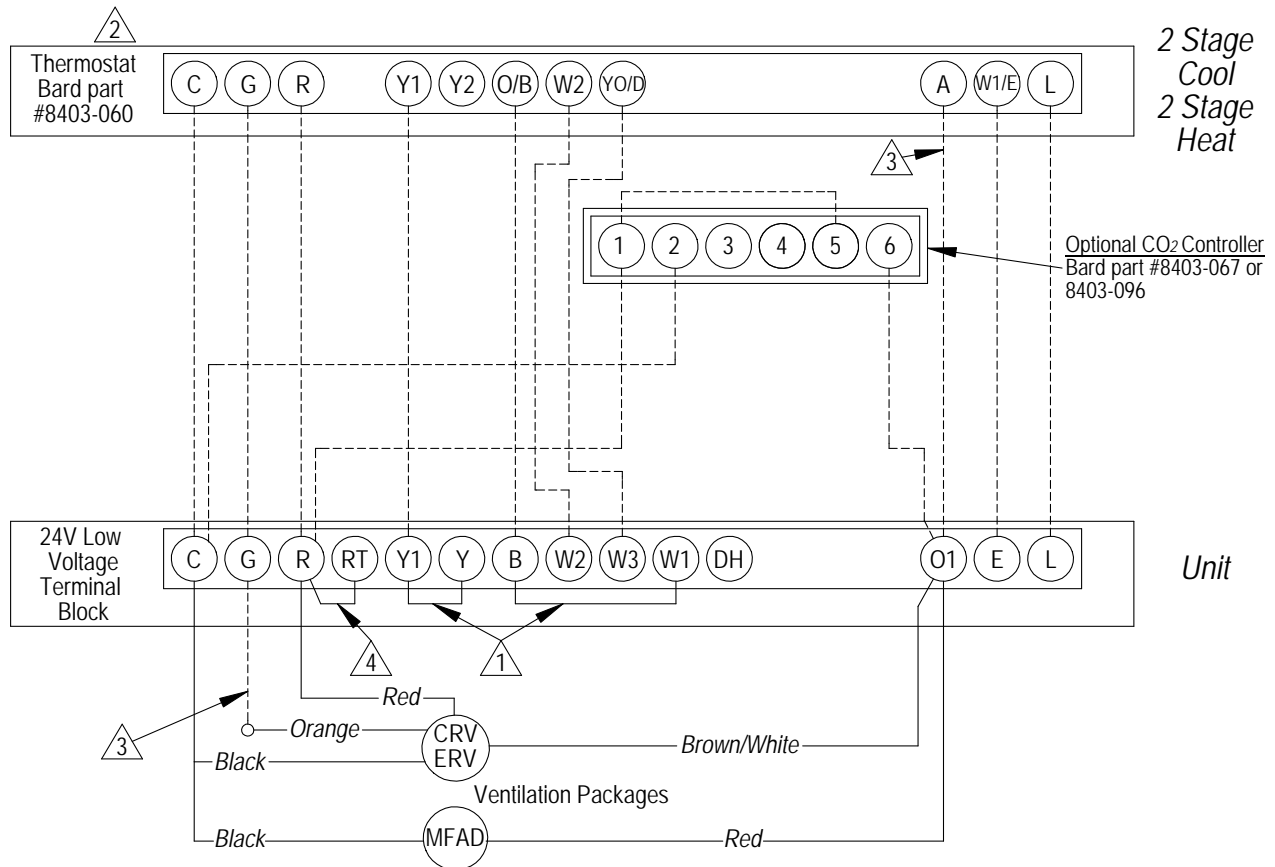 2
Thermostat
Bard part
#8403-060
C G R Y1 Y2 O/B W2 YO/D A W1/E L
2 Stage
Cool
2 Stage
Heat
3
1 2 3 4 5 6
Optional CO2 Controller
Bard part #8403-067 or
8403-096
24V Low
Voltage
Terminal
Block
C G R RT Y1 Y B W2 W3 W1 DH O1 E L
Unit
4 1
Red
3
Orange
CRV
ERV
Brown/White
Black
Ventilation Packages
Black MFAD Red